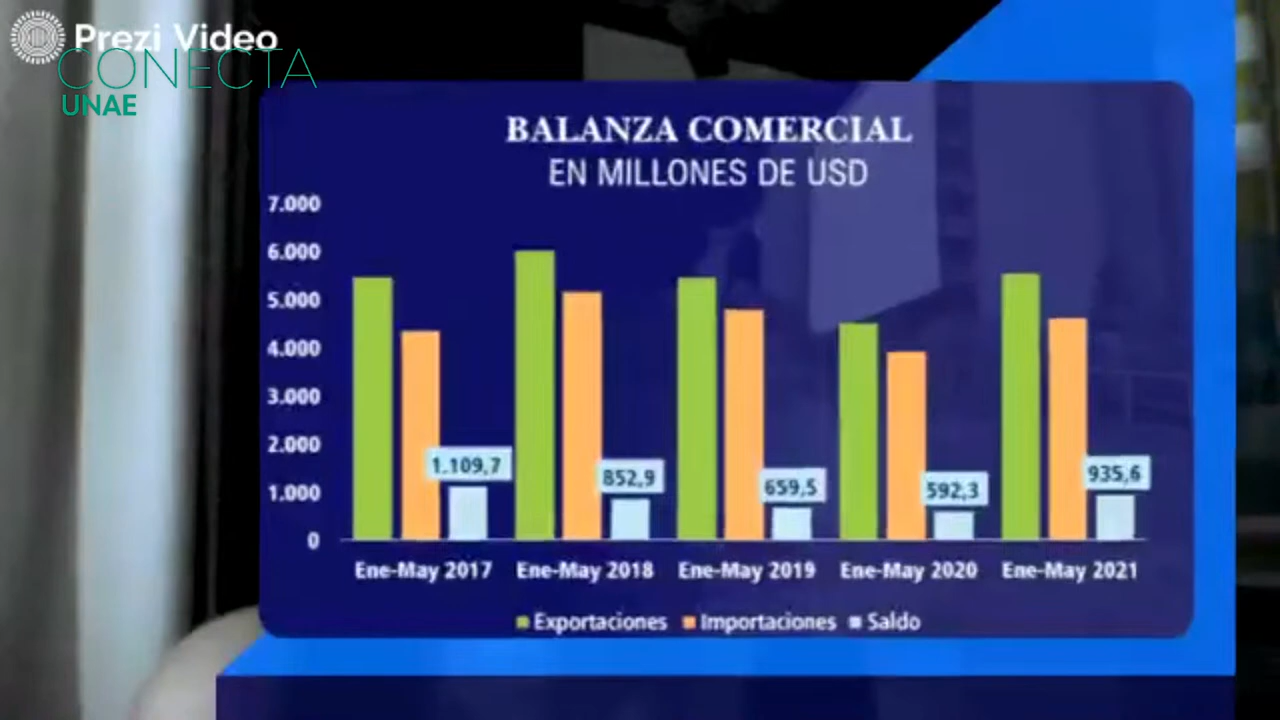 Prezi Video
CONECTA
UNAE
BALANZA COMERCIAL
EN MILLONES DE USD
7.000
6.000
5.000
4.000
3.000
2.000
1.000
0
1.109,7
852,9
659,5
592,3
935,6
Ene-May 2017
Ene-May 2018
Ene-May 2019
Ene-May 2020
Ene-May 2021
Exportaciones
Importaciones
Saldo